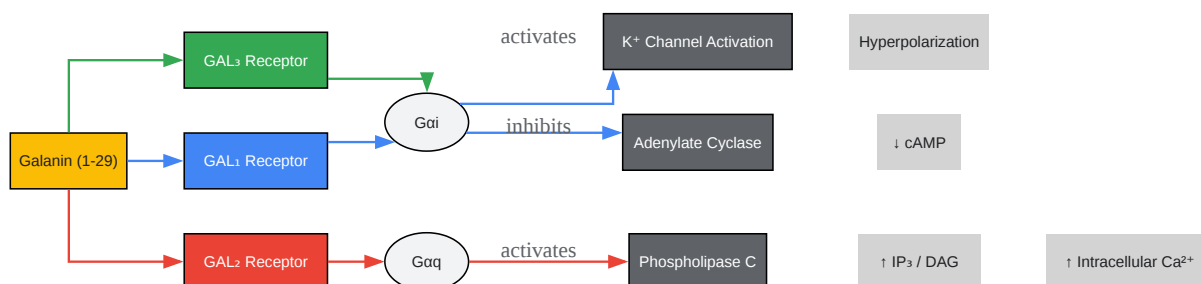 activates
K⁺ Channel Activation
Hyperpolarization
GAL₃ Receptor
Gαi
inhibits
Adenylate Cyclase
↓ cAMP
Galanin (1-29)
GAL₁ Receptor
GAL₂ Receptor
Gαq
activates
Phospholipase C
↑ IP₃ / DAG
↑ Intracellular Ca²⁺